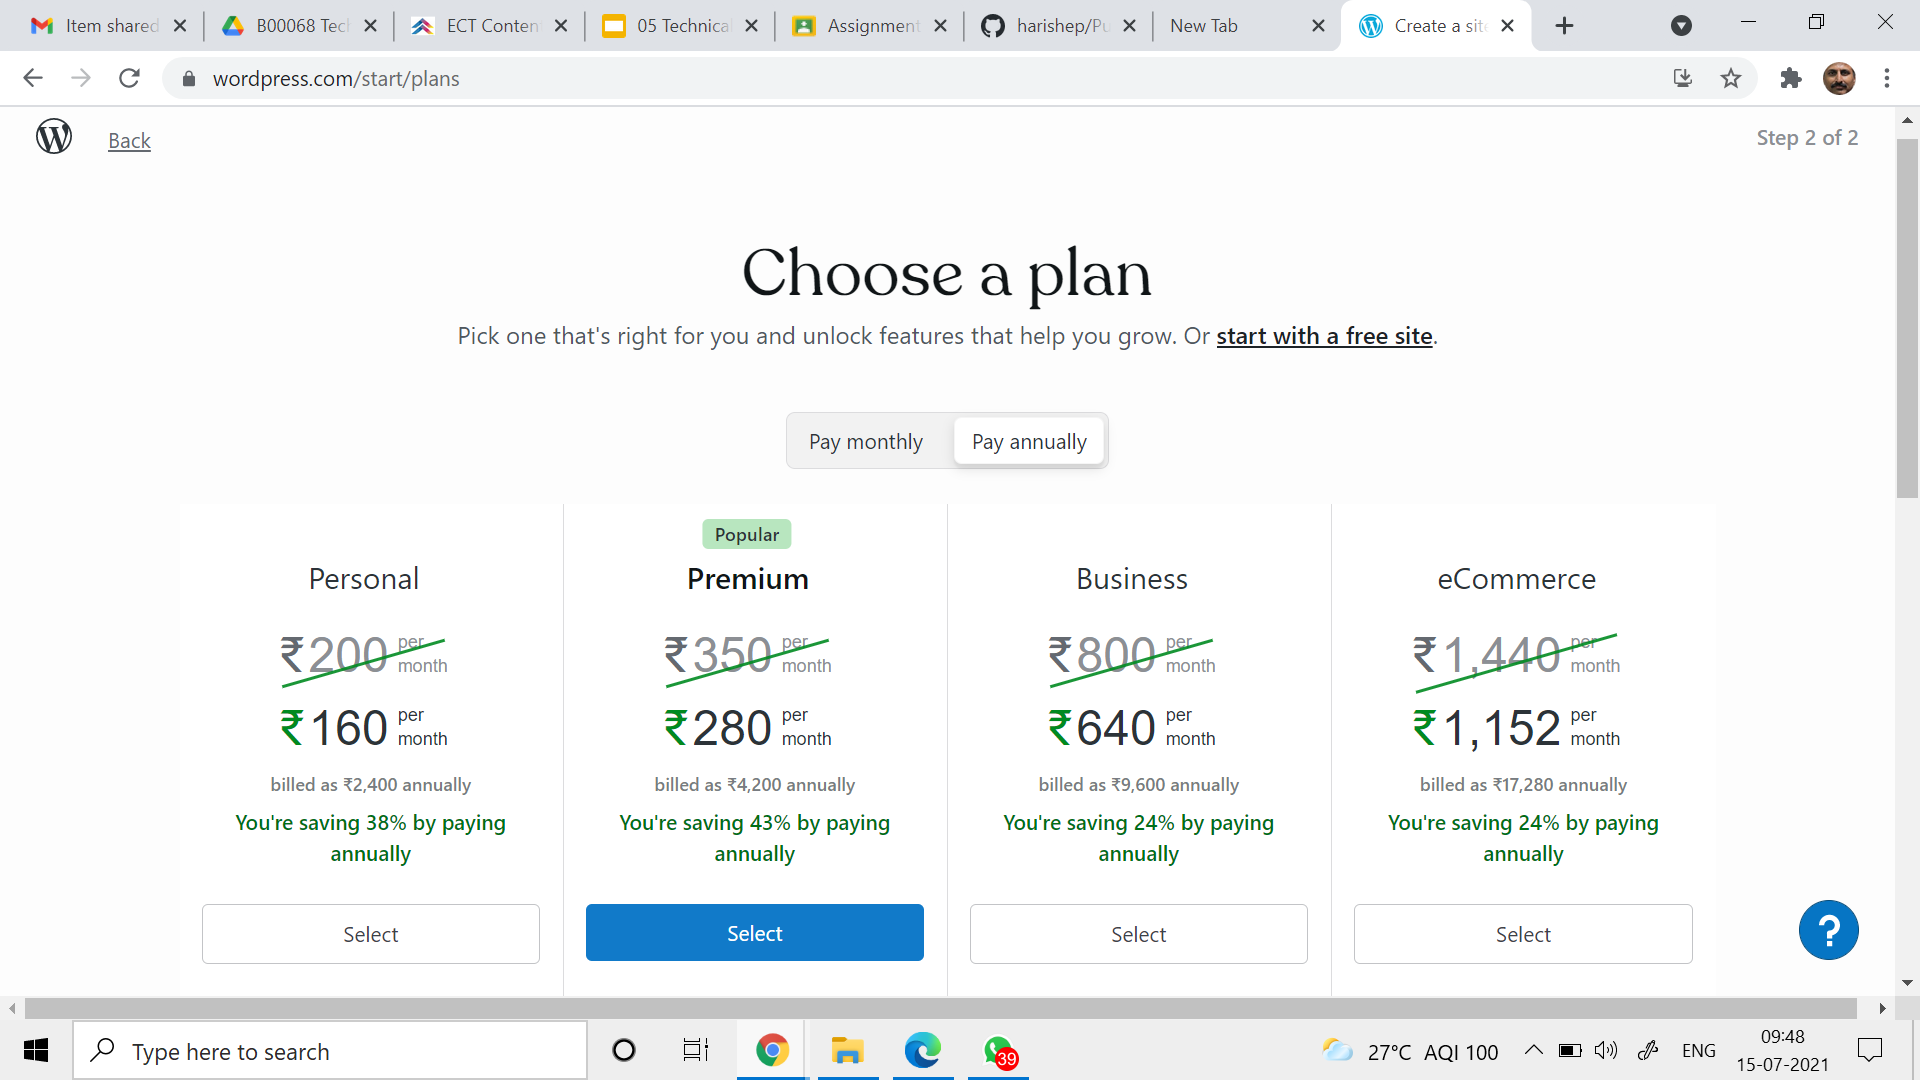 Item shared
B00068 Tech
ECT Conten
05 Technical
Assignment
harishep/Pu
New Tab
Create a site
wordpress.com/start/plans
Back
Step 2 of 2
Choose a plan
Pick one that's right for you and unlock features that help you grow. Or start with a free site.
Pay monthly
Pay annually
Personal
₹200 per month
₹160 per month
billed as ₹2,400 annually
You're saving 38% by paying
annually
Select
Popular
Premium
₹350 per month
₹280 per month
billed as ₹4,200 annually
You're saving 43% by paying
annually
Select
Business
₹800 per month
₹640 per month
billed as ₹9,600 annually
You're saving 24% by paying
annually
Select
eCommerce
₹1,440 per month
₹1,152 per month
billed as ₹17,280 annually
You're saving 24% by paying
annually
Select
?
Type here to search
39
27°C AQI 100
ENG
09:48
15-07-2021